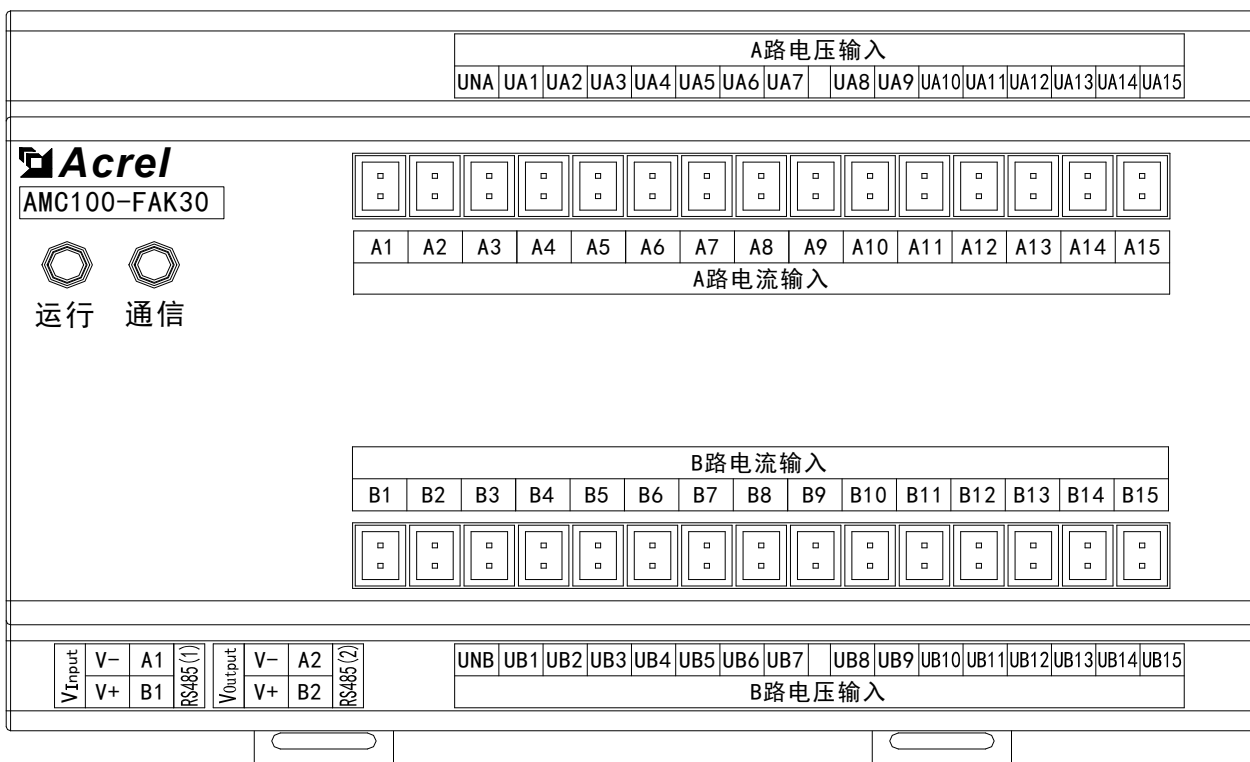 A路电压输入
UNA UA1 UA2 UA3 UA4 UA5 UA6 UA7 UA8 UA9 UA10 UA11 UA12 UA13 UA14 UA15
Acrel
AMC100-FAK30
运行 通信
A1 A2 A3 A4 A5 A6 A7 A8 A9 A10 A11 A12 A13 A14 A15
A路电流输入
B路电流输入
B1 B2 B3 B4 B5 B6 B7 B8 B9 B10 B11 B12 B13 B14 B15
VInput V- A1 RS485(1) VOutput V- A2 RS485(2)
V+ B1 V+ B2
UNB UB1 UB2 UB3 UB4 UB5 UB6 UB7 UB8 UB9 UB10 UB11 UB12 UB13 UB14 UB15
B路电压输入